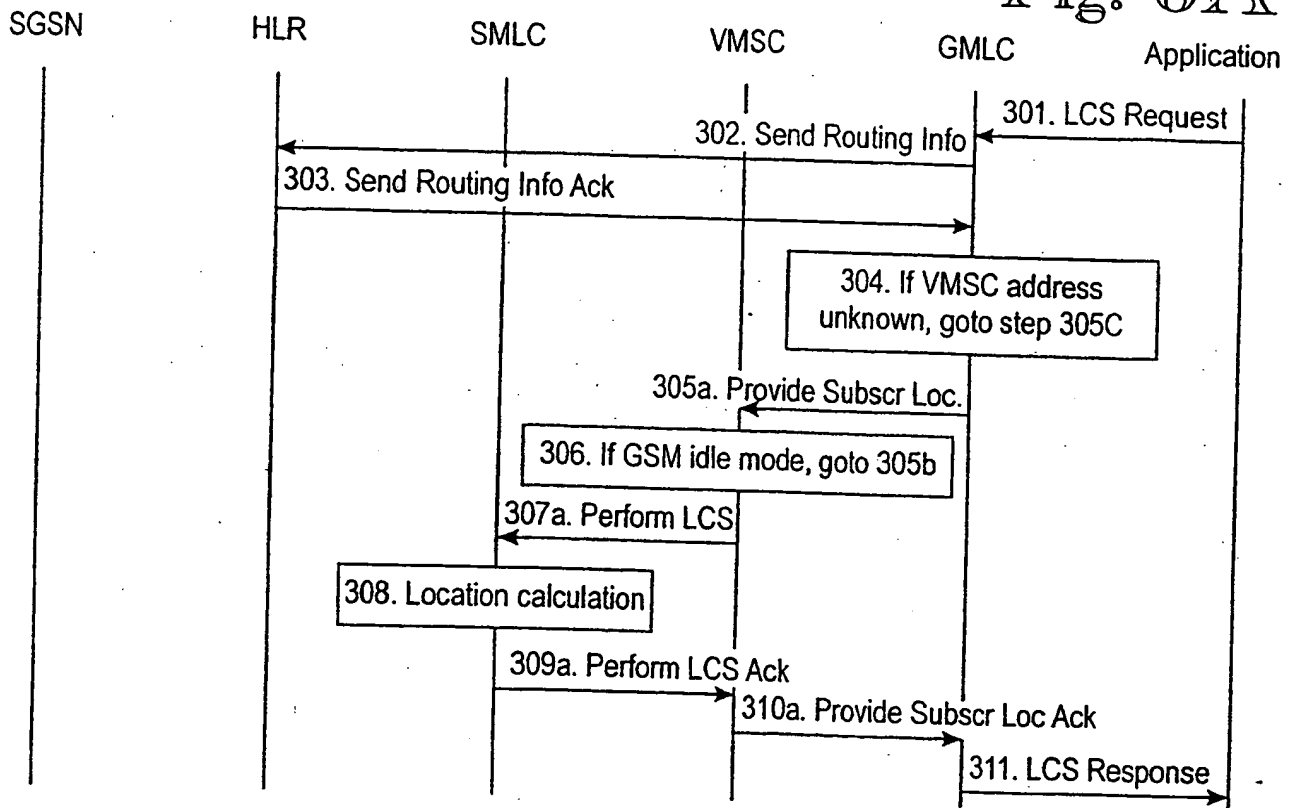 Fig.
SGSN
HLR
SMLC
VMSC
GMLC
Application
301. LCS Request
302. Send Routing Info
303. Send Routing Info Ack
304. If VMSC address
unknown, goto step 305C
305a. Provide Subscr Loc.
306. If GSM idle mode, goto 305b
307a. Perform LCS
308. Location calculation
309a. Perform LCS Ack
310a. Provide Subscr Loc Ack
311. LCS Response